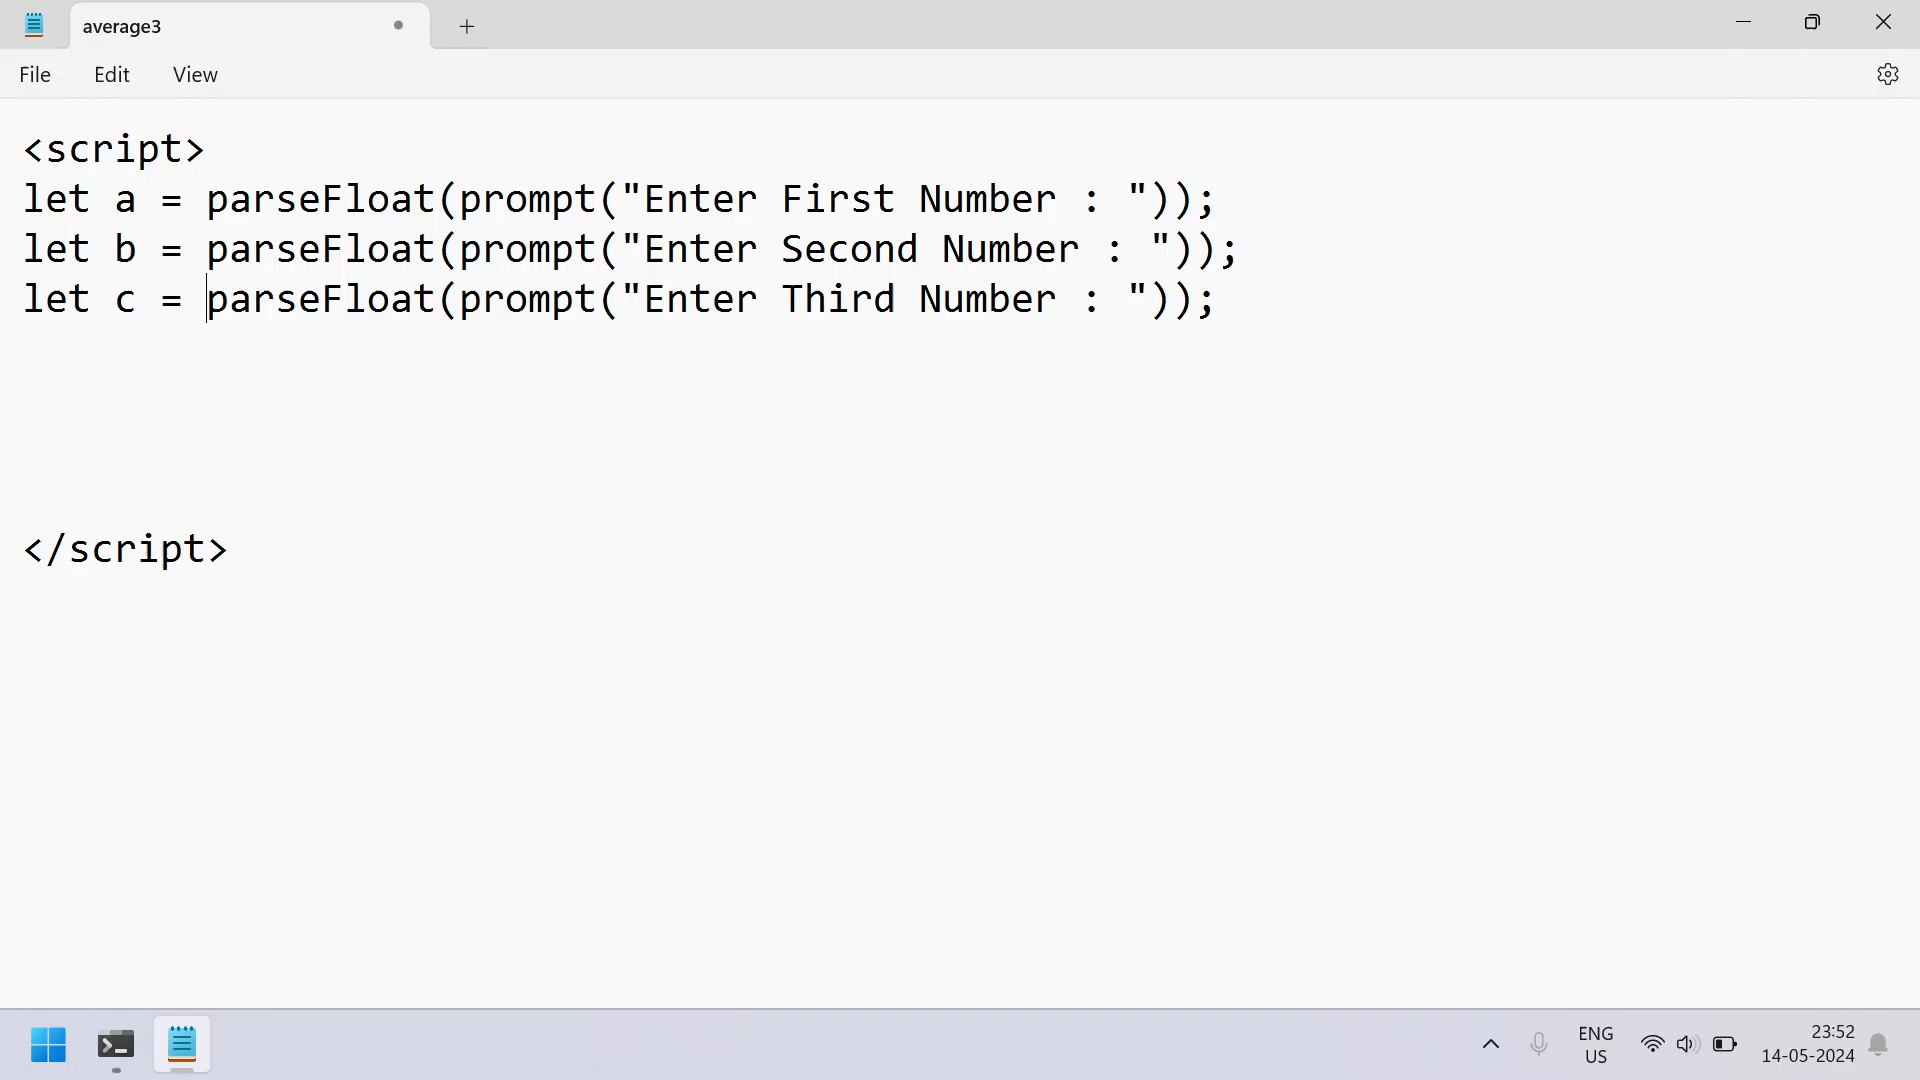 average3
File Edit View
<script>
let a = parseFloat(prompt("Enter First Number : "));
let b = parseFloat(prompt("Enter Second Number : "));
let c = parseFloat(prompt("Enter Third Number : "));
</script>
ENG
US
23:52
14-05-2024